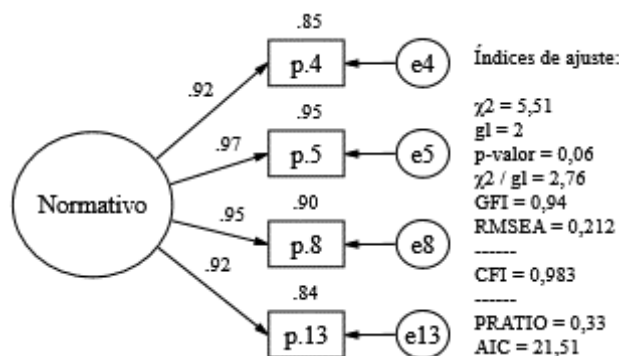 .85
p.4
e4
Índices de ajuste:
.92
.95
χ2 = 5,51
gl = 2
p.5
e5
p-valor = 0,06
.97
χ2 / gl = 2,76
Normativo
.90
GFI = 0,94
.95
RMSEA = 0,212
p.8
e8
------
CFI = 0,983
.92
.84
------
p.13
e13
PRATIO = 0,33
AIC = 21,51